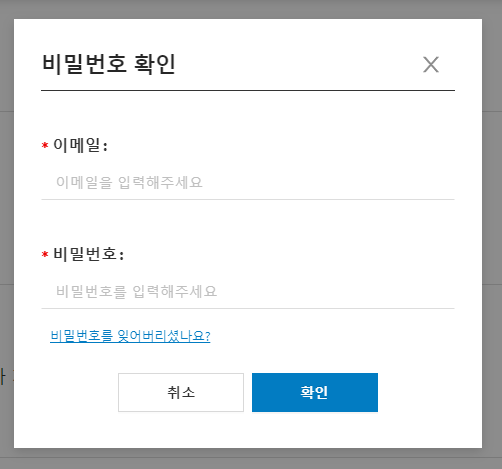 비밀번호 확인
* 이메일:
이메일을 입력해주세요
* 비밀번호:
비밀번호를 입력해주세요
비밀번호를 잊어버리셨나요?
취소
확인